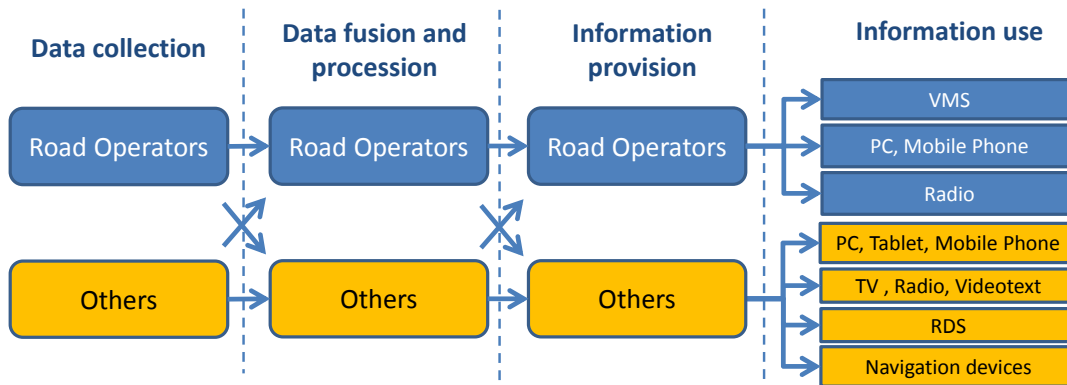 Data collection
Data fusion and
procession
Information
provision
Information use
Road Operators
Road Operators
Road Operators
VMS
PC, Mobile Phone
Radio
Others
Others
Others
PC, Tablet, Mobile Phone
TV , Radio, Videotext
RDS
Navigation devices